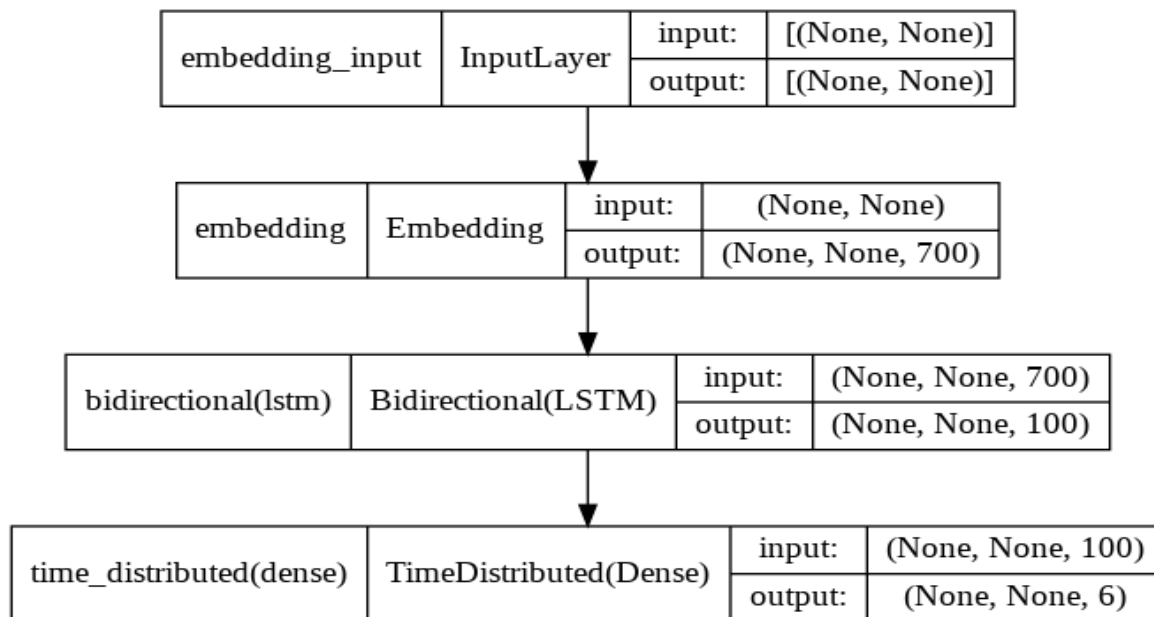 embedding_input InputLayer input: [(None, None)]
output: [(None, None)]
embedding Embedding input: (None, None)
output: (None, None, 700)
bidirectional(lstm) Bidirectional(LSTM) input: (None, None, 700)
output: (None, None, 100)
time_distributed(dense) TimeDistributed(Dense) input: (None, None, 100)
output: (None, None, 6)